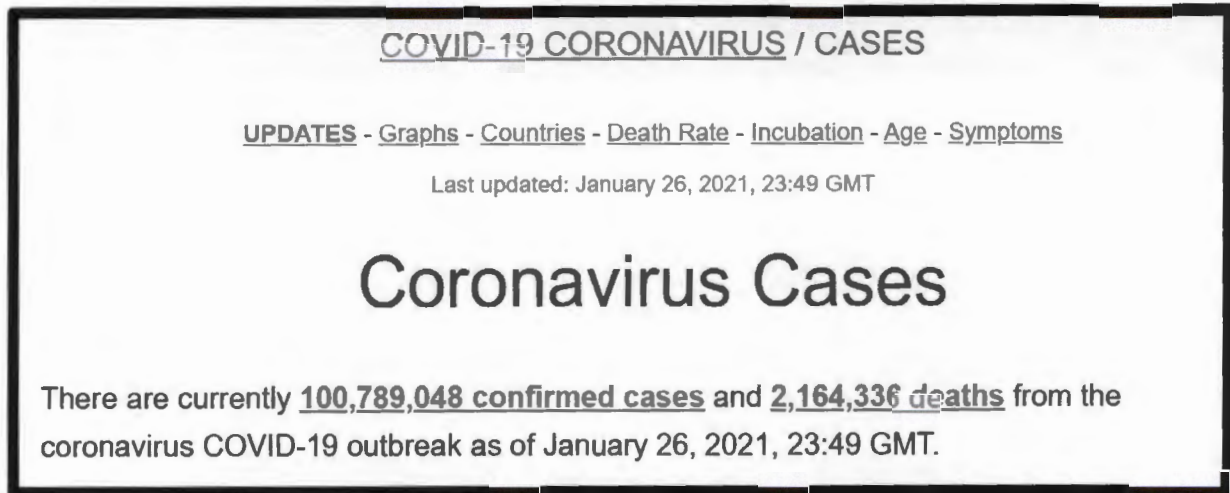 COVID-19 CORONAVIRUS / CASES
UPDATES - Graphs - Countries - Death Rate - Incubation - Age - Symptoms
Last updated: January 26, 2021, 23:49 GMT
Coronavirus Cases
There are currently 100,789,048 confirmed cases and 2,164,336 deaths from the
coronavirus COVID-19 outbreak as of January 26, 2021, 23:49 GMT.